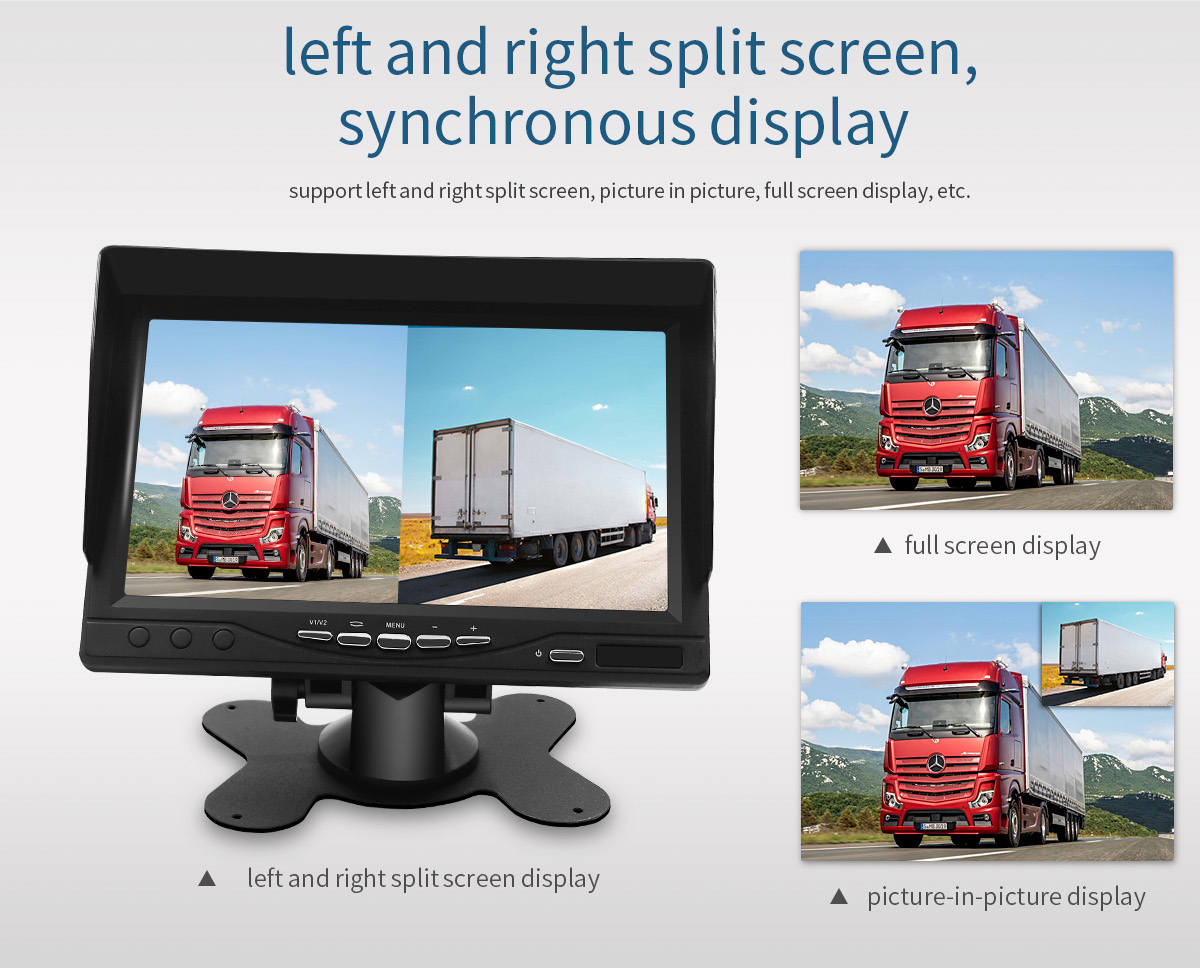 left and right split screen,
synchronous display
support left and right split screen, picture in picture, full screen display, etc.
V1/V2
MENU
-
+
▲ full screen display
▲ left and right split screen display
▲ picture-in-picture display